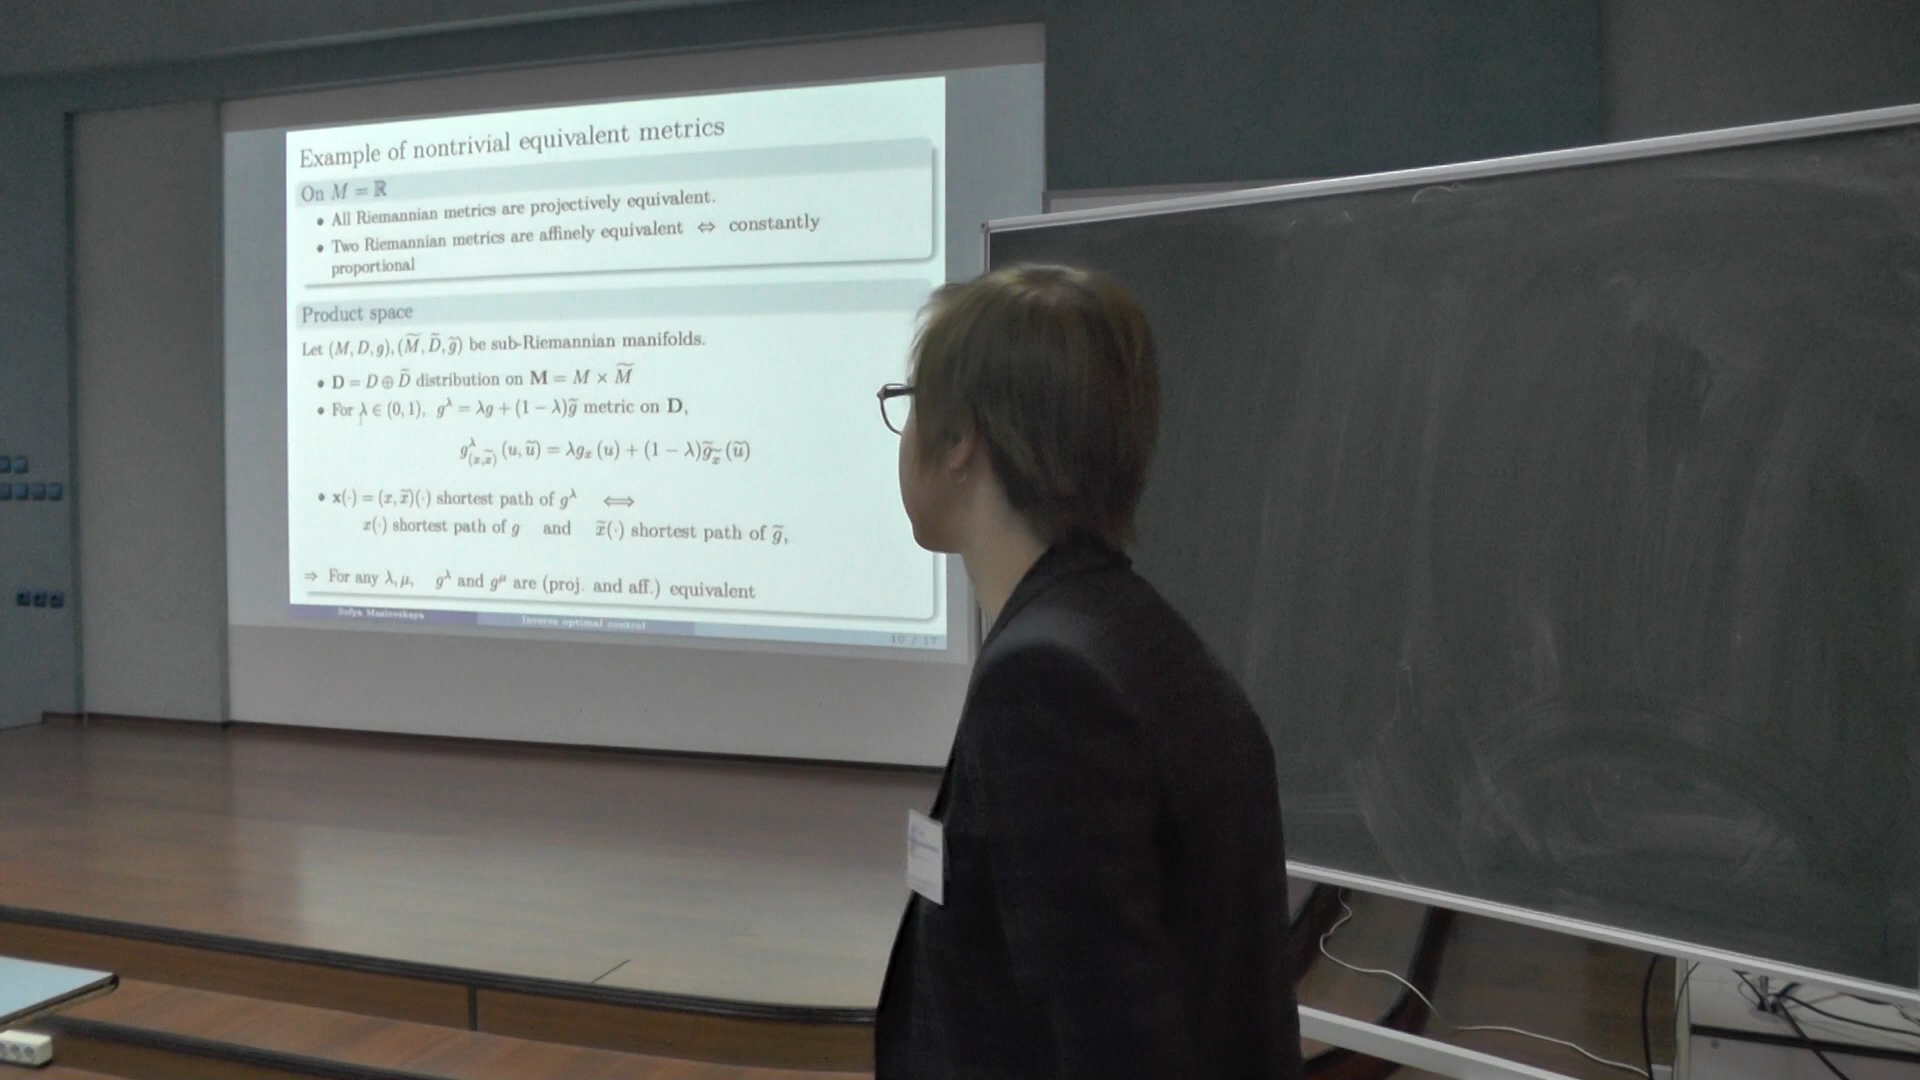 Example of nontrivial equivalent metrics
On M = ℝ
• All Riemannian metrics are projectively equivalent.
• Two Riemannian metrics are affinely equivalent ⇔ constantly
proportional
Product space
Let (M, D, g), (M̃, D̃, g̃) be sub-Riemannian manifolds.
• D = D ⊕ D̃ distribution on M = M × M̃
• For λ ∈ (0, 1), g^λ = λg + (1 − λ)g̃ metric on D,
g^λ_(x,x̃) (u, ũ) = λg_x (u) + (1 − λ)g̃_x̃ (ũ)
• x(·) = (x, x̃)(·) shortest path of g^λ ⟺
x(·) shortest path of g and x̃(·) shortest path of g̃,
⇒ For any λ, μ, g^λ and g^μ are (proj. and aff.) equivalent
Sofya Maslovskaya Inverse optimal control 10 / 17